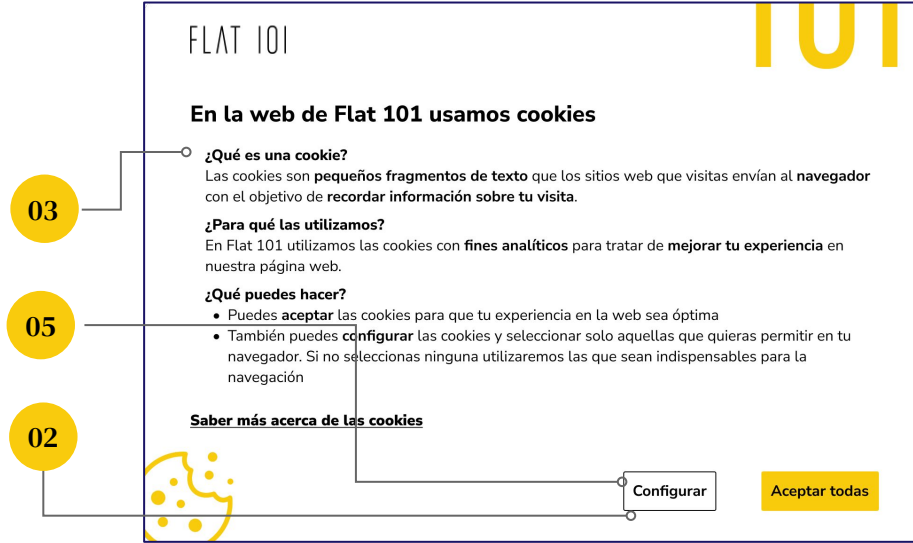 FLAT 101
101
En la web de Flat 101 usamos cookies
¿Qué es una cookie?
Las cookies son pequeños fragmentos de texto que los sitios web que visitas envían al navegador
con el objetivo de recordar información sobre tu visita.
03
¿Para qué las utilizamos?
En Flat 101 utilizamos las cookies con fines analíticos para tratar de mejorar tu experiencia en
nuestra página web.
¿Qué puedes hacer?
• Puedes aceptar las cookies para que tu experiencia en la web sea óptima
05
• También puedes configurar las cookies y seleccionar solo aquellas que quieras permitir en tu
navegador. Si no seleccionas ninguna utilizaremos las que sean indispensables para la
navegación
Saber más acerca de las cookies
02
Configurar
Aceptar todas